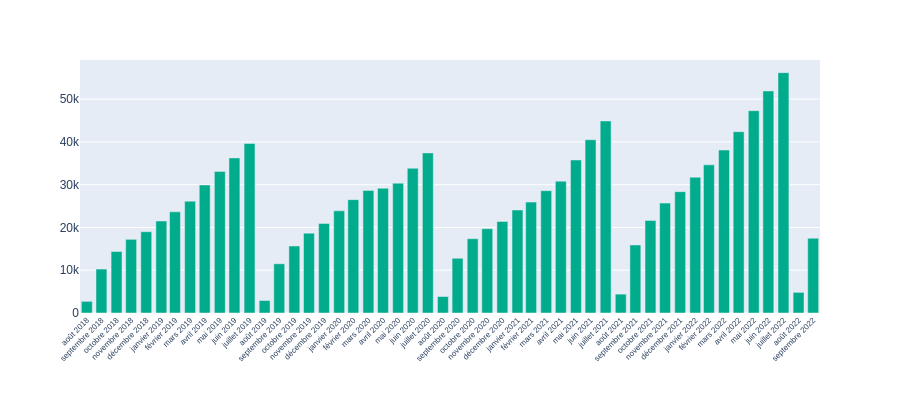 50k
40k
30k
20k
10k
0
août 2018
septembre 2018
octobre 2018
novembre 2018
décembre 2018
janvier 2019
février 2019
mars 2019
avril 2019
mai 2019
juin 2019
juillet 2019
août 2019
septembre 2019
octobre 2019
novembre 2019
décembre 2019
janvier 2020
février 2020
mars 2020
avril 2020
mai 2020
juin 2020
juillet 2020
août 2020
septembre 2020
octobre 2020
novembre 2020
décembre 2020
janvier 2021
février 2021
mars 2021
avril 2021
mai 2021
juin 2021
juillet 2021
août 2021
septembre 2021
octobre 2021
novembre 2021
décembre 2021
janvier 2022
février 2022
mars 2022
avril 2022
mai 2022
juin 2022
juillet 2022
août 2022
septembre 2022